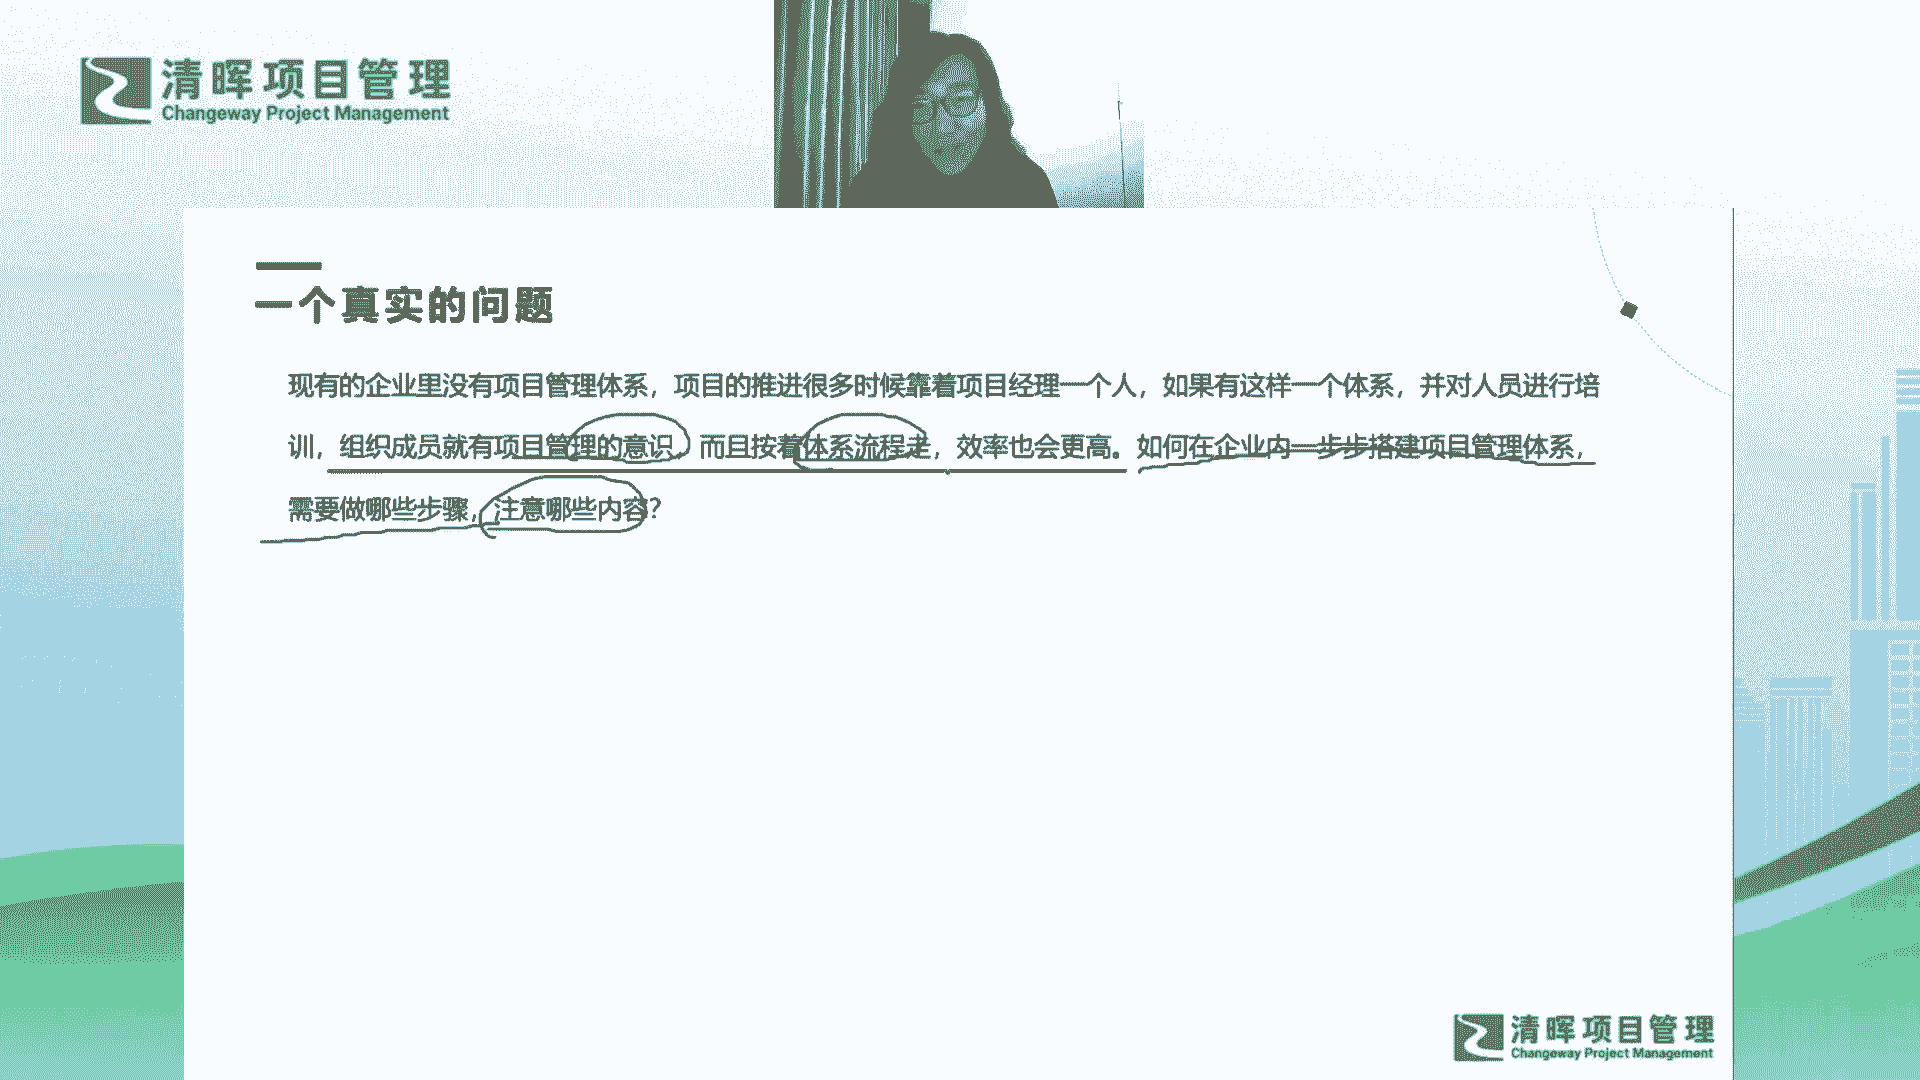 清晖项目管理
Changeway Project Management
一个真实的问题
现有的企业里没有项目管理体系，项目的推进很多时候靠着项目经理一个人，如果有这样一个体系，并对人员进行培
训，组织成员就有项目管理的意识，而且按着体系流程走，效率也会更高。如何在企业内一步步搭建项目管理体系，
需要做哪些步骤，注意哪些内容？
清晖项目管理
Changeway Project Management